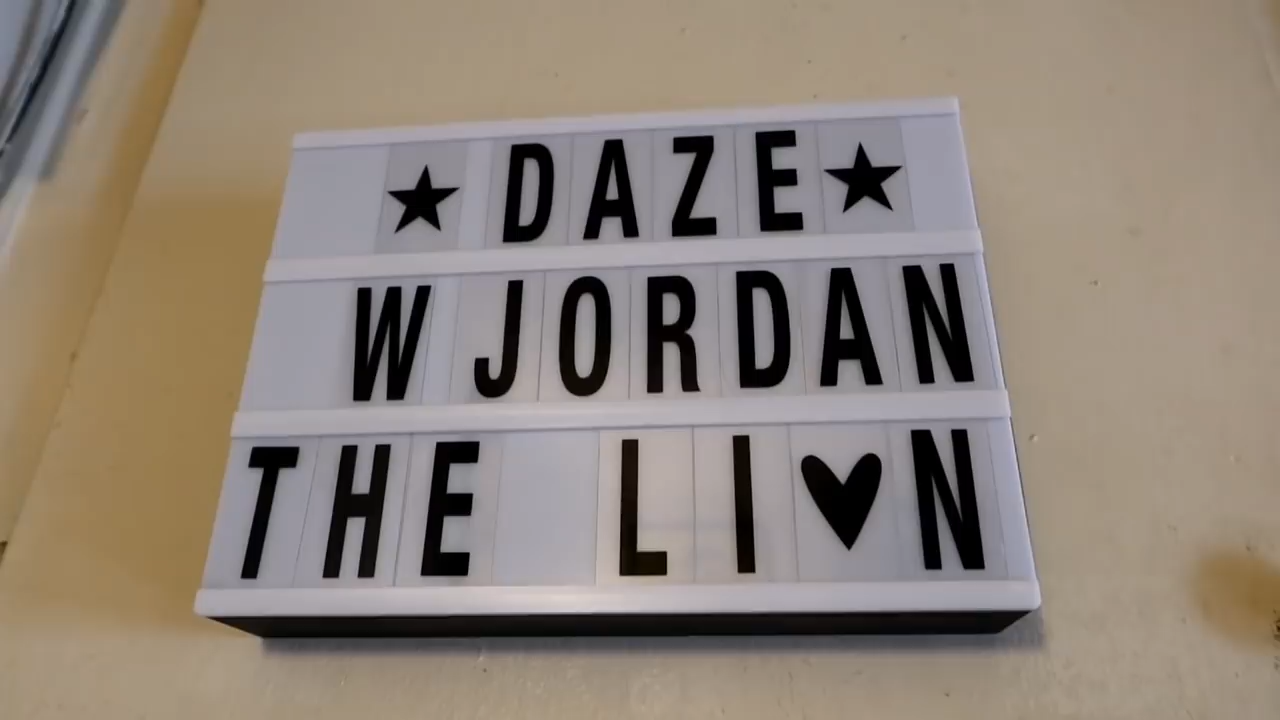 ★ DAZE ★
W JORDAN
THE LI♥N